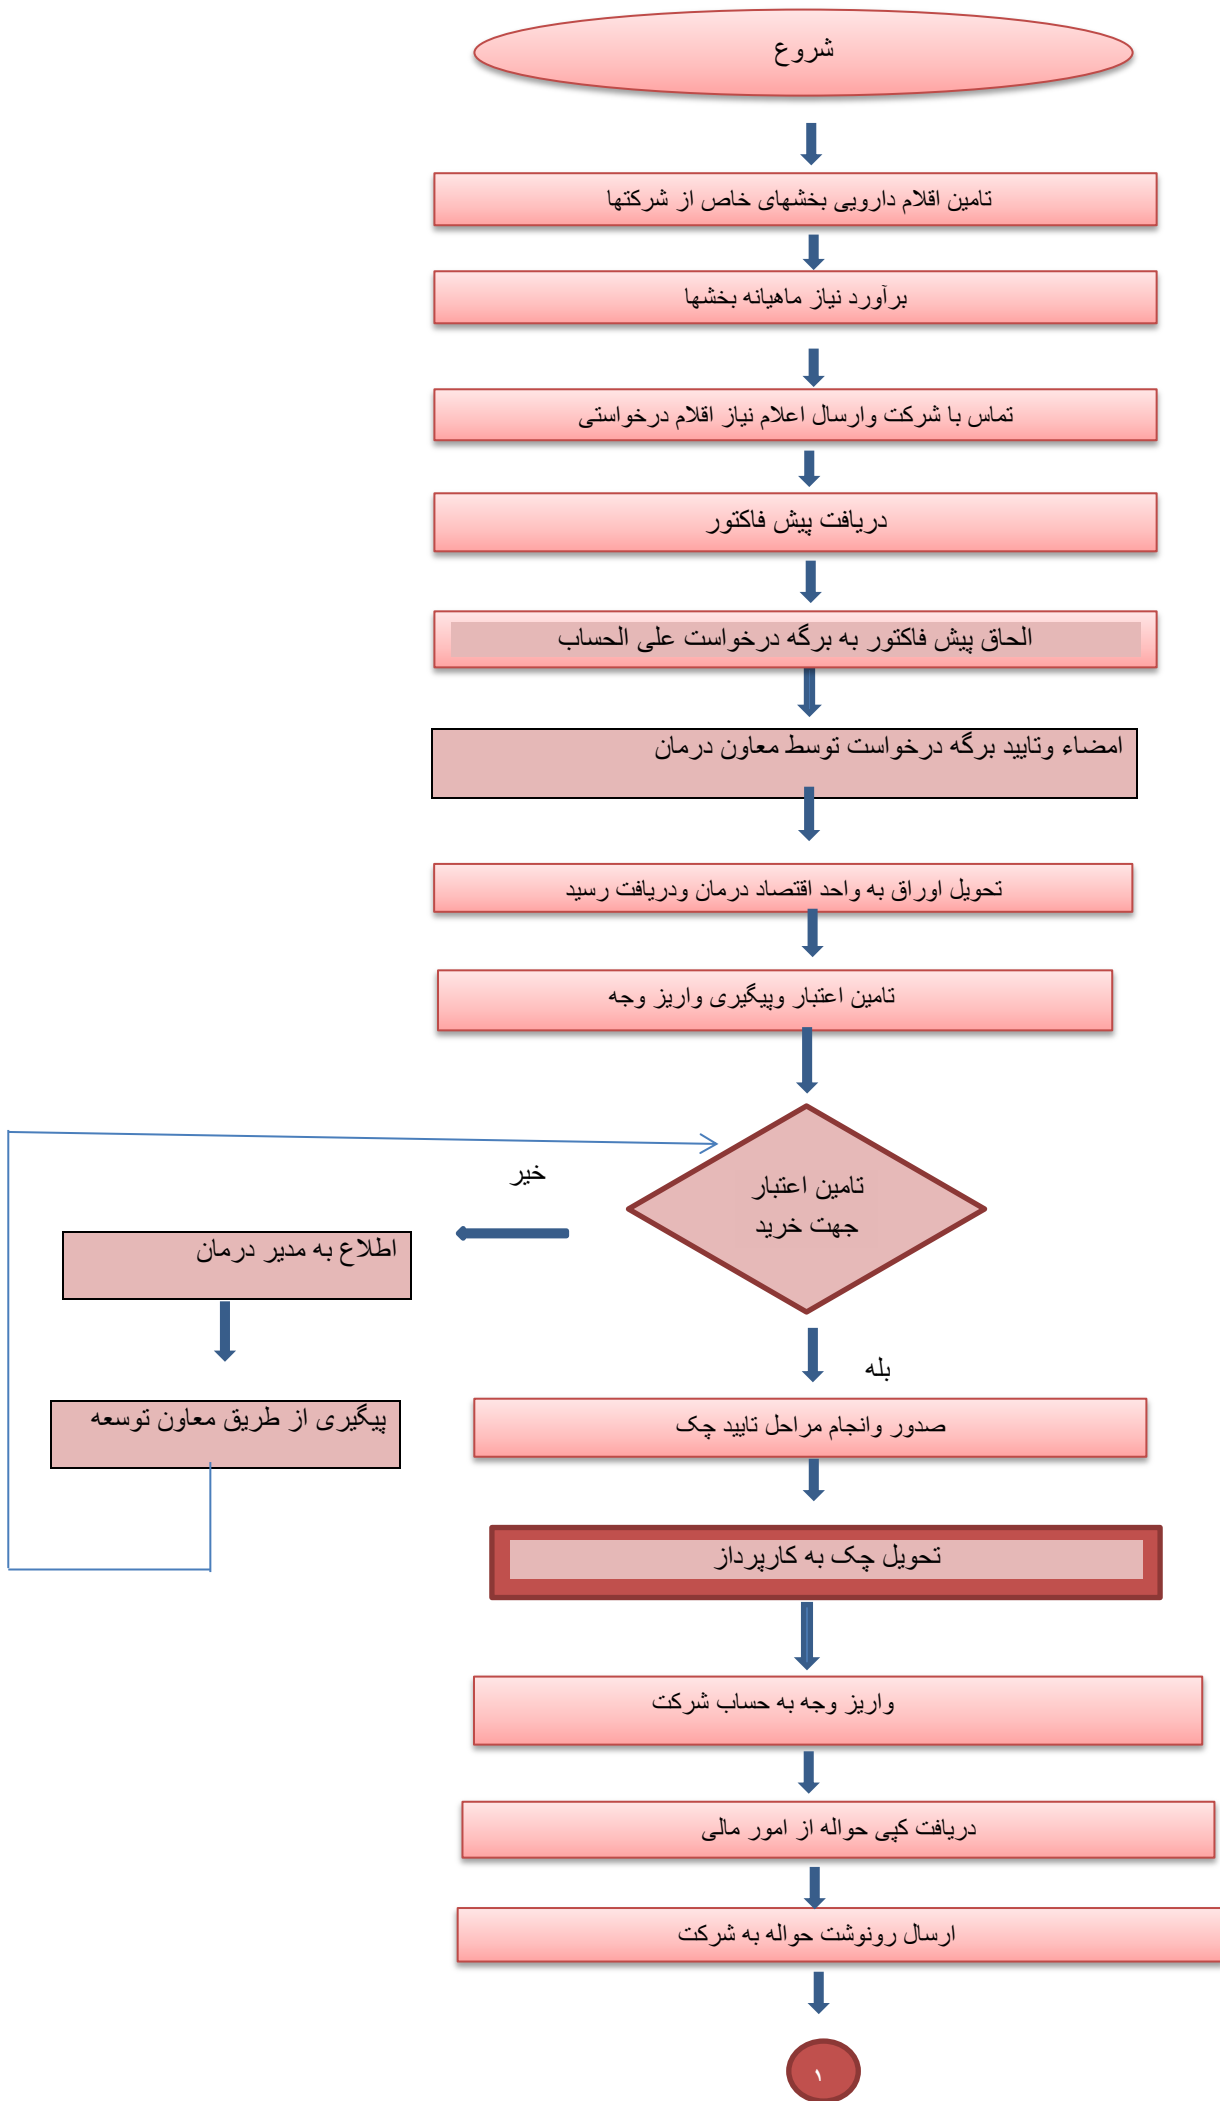 شروع
تامین اقلام دارویی بخشهای خاص از شرکتها
برآورد نیاز ماهیانه بخشها
تماس با شرکت وارسال اعلام نیاز اقلام درخواستی
دریافت پیش فاکتور
الحاق پیش فاکتور به برگه درخواست علی الحساب
امضاء وتایید برگه درخواست توسط معاون درمان
تحویل اوراق به واحد اقتصاد درمان ودریافت رسید
تامین اعتبار وپیگیری واریز وجه
تامین اعتبار
جهت خرید
خیر
اطلاع به مدیر درمان
پیگیری از طریق معاون توسعه
بله
صدور وانجام مراحل تایید چک
تحویل چک به کارپرداز
واریز وجه به حساب شرکت
دریافت کپی حواله از امور مالی
ارسال رونوشت حواله به شرکت
۱